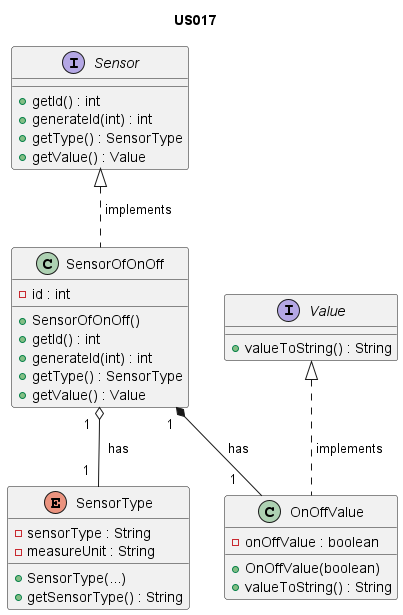 US017
I Sensor
getId() : int
generateId(int) : int
getType() : SensorType
getValue() : Value
implements
C SensorOfOnOff
id : int
SensorOfOnOff()
getId() : int
generateId(int) : int
getType() : SensorType
getValue() : Value
I Value
valueToString() : String
1
1
has
has
implements
1
1
E SensorType
sensorType : String
measureUnit : String
SensorType(...)
getSensorType() : String
C OnOffValue
onOffValue : boolean
OnOffValue(boolean)
valueToString() : String